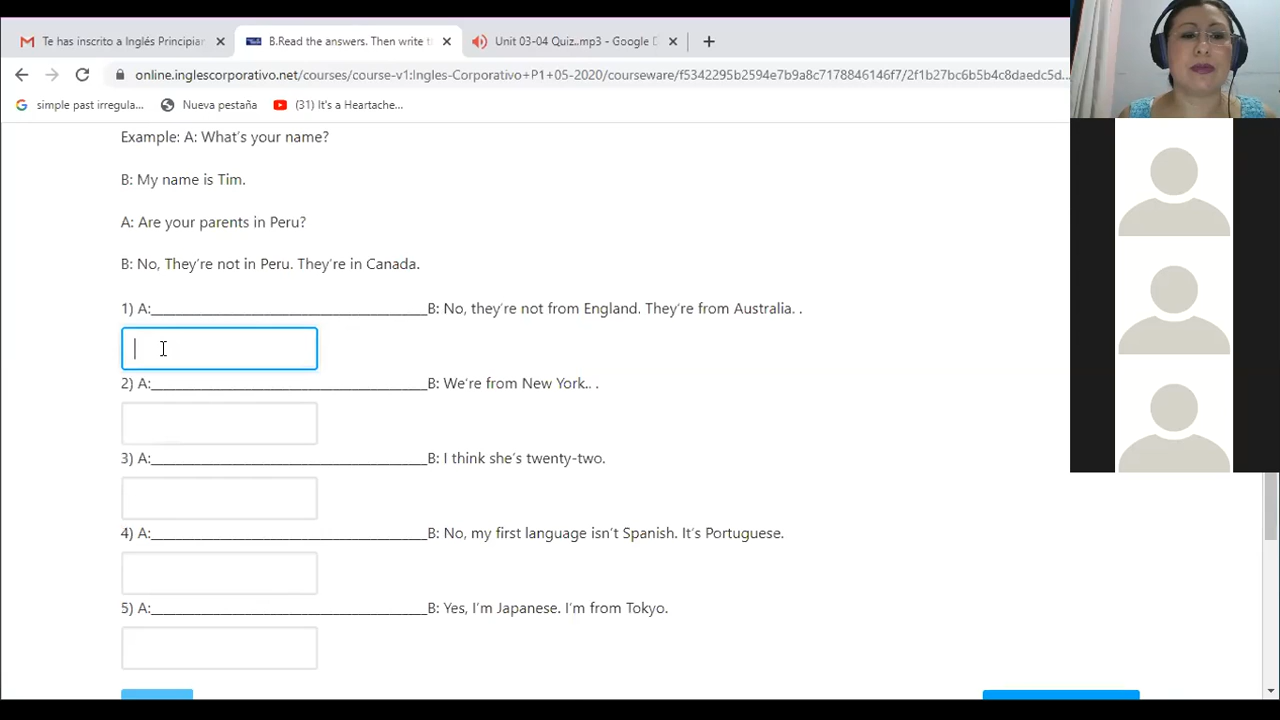 Te has inscrito a Inglés Principiar
B.Read the answers. Then write t
Unit 03-04 Quiz..mp3 - Google D
online.inglescorporativo.net/courses/course-v1:Ingles-Corporativo+P1+05-2020/courseware/f5342295b2594e7b9a8c7178846146f7/2f1b27bc6b5b4c8daedc5d...
simple past irregula...
Nueva pestaña
(31) It's a Heartache...
Example: A: What's your name?
B: My name is Tim.
A: Are your parents in Peru?
B: No, They're not in Peru. They're in Canada.
1) A:__________________________________B: No, they're not from England. They're from Australia. .
2) A:__________________________________B: We're from New York.. .
3) A:__________________________________B: I think she's twenty-two.
4) A:__________________________________B: No, my first language isn't Spanish. It's Portuguese.
5) A:__________________________________B: Yes, I'm Japanese. I'm from Tokyo.